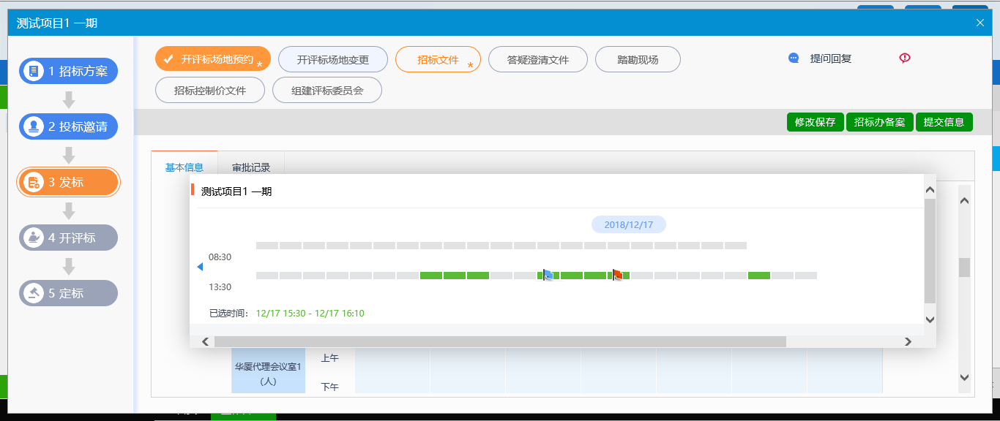 测试项目1 一期
1 招标方案
2 投标邀请
3 发标
4 开评标
5 定标
开评标场地预约 *
开评标场地变更
招标文件 *
答疑澄清文件
踏勘现场
提问回复
招标控制价文件
组建评标委员会
修改保存
招标办备案
提交信息
基本信息
审批记录
测试项目1 一期
2018/12/17
08:30
13:30
已选时间： 12/17 15:30 - 12/17 16:10
华厦代理会议室1
（人）
上午
下午